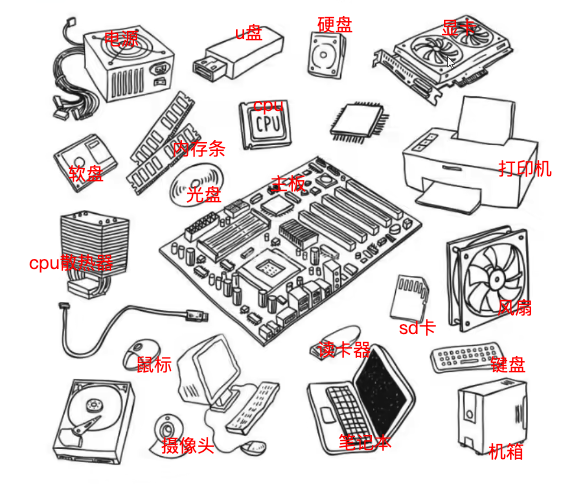 电源
u盘
硬盘
显卡
cpu
CPU
软盘
内存条
光盘
主板
打印机
cpu散热器
sd卡
风扇
鼠标
读卡器
键盘
摄像头
笔记本
机箱